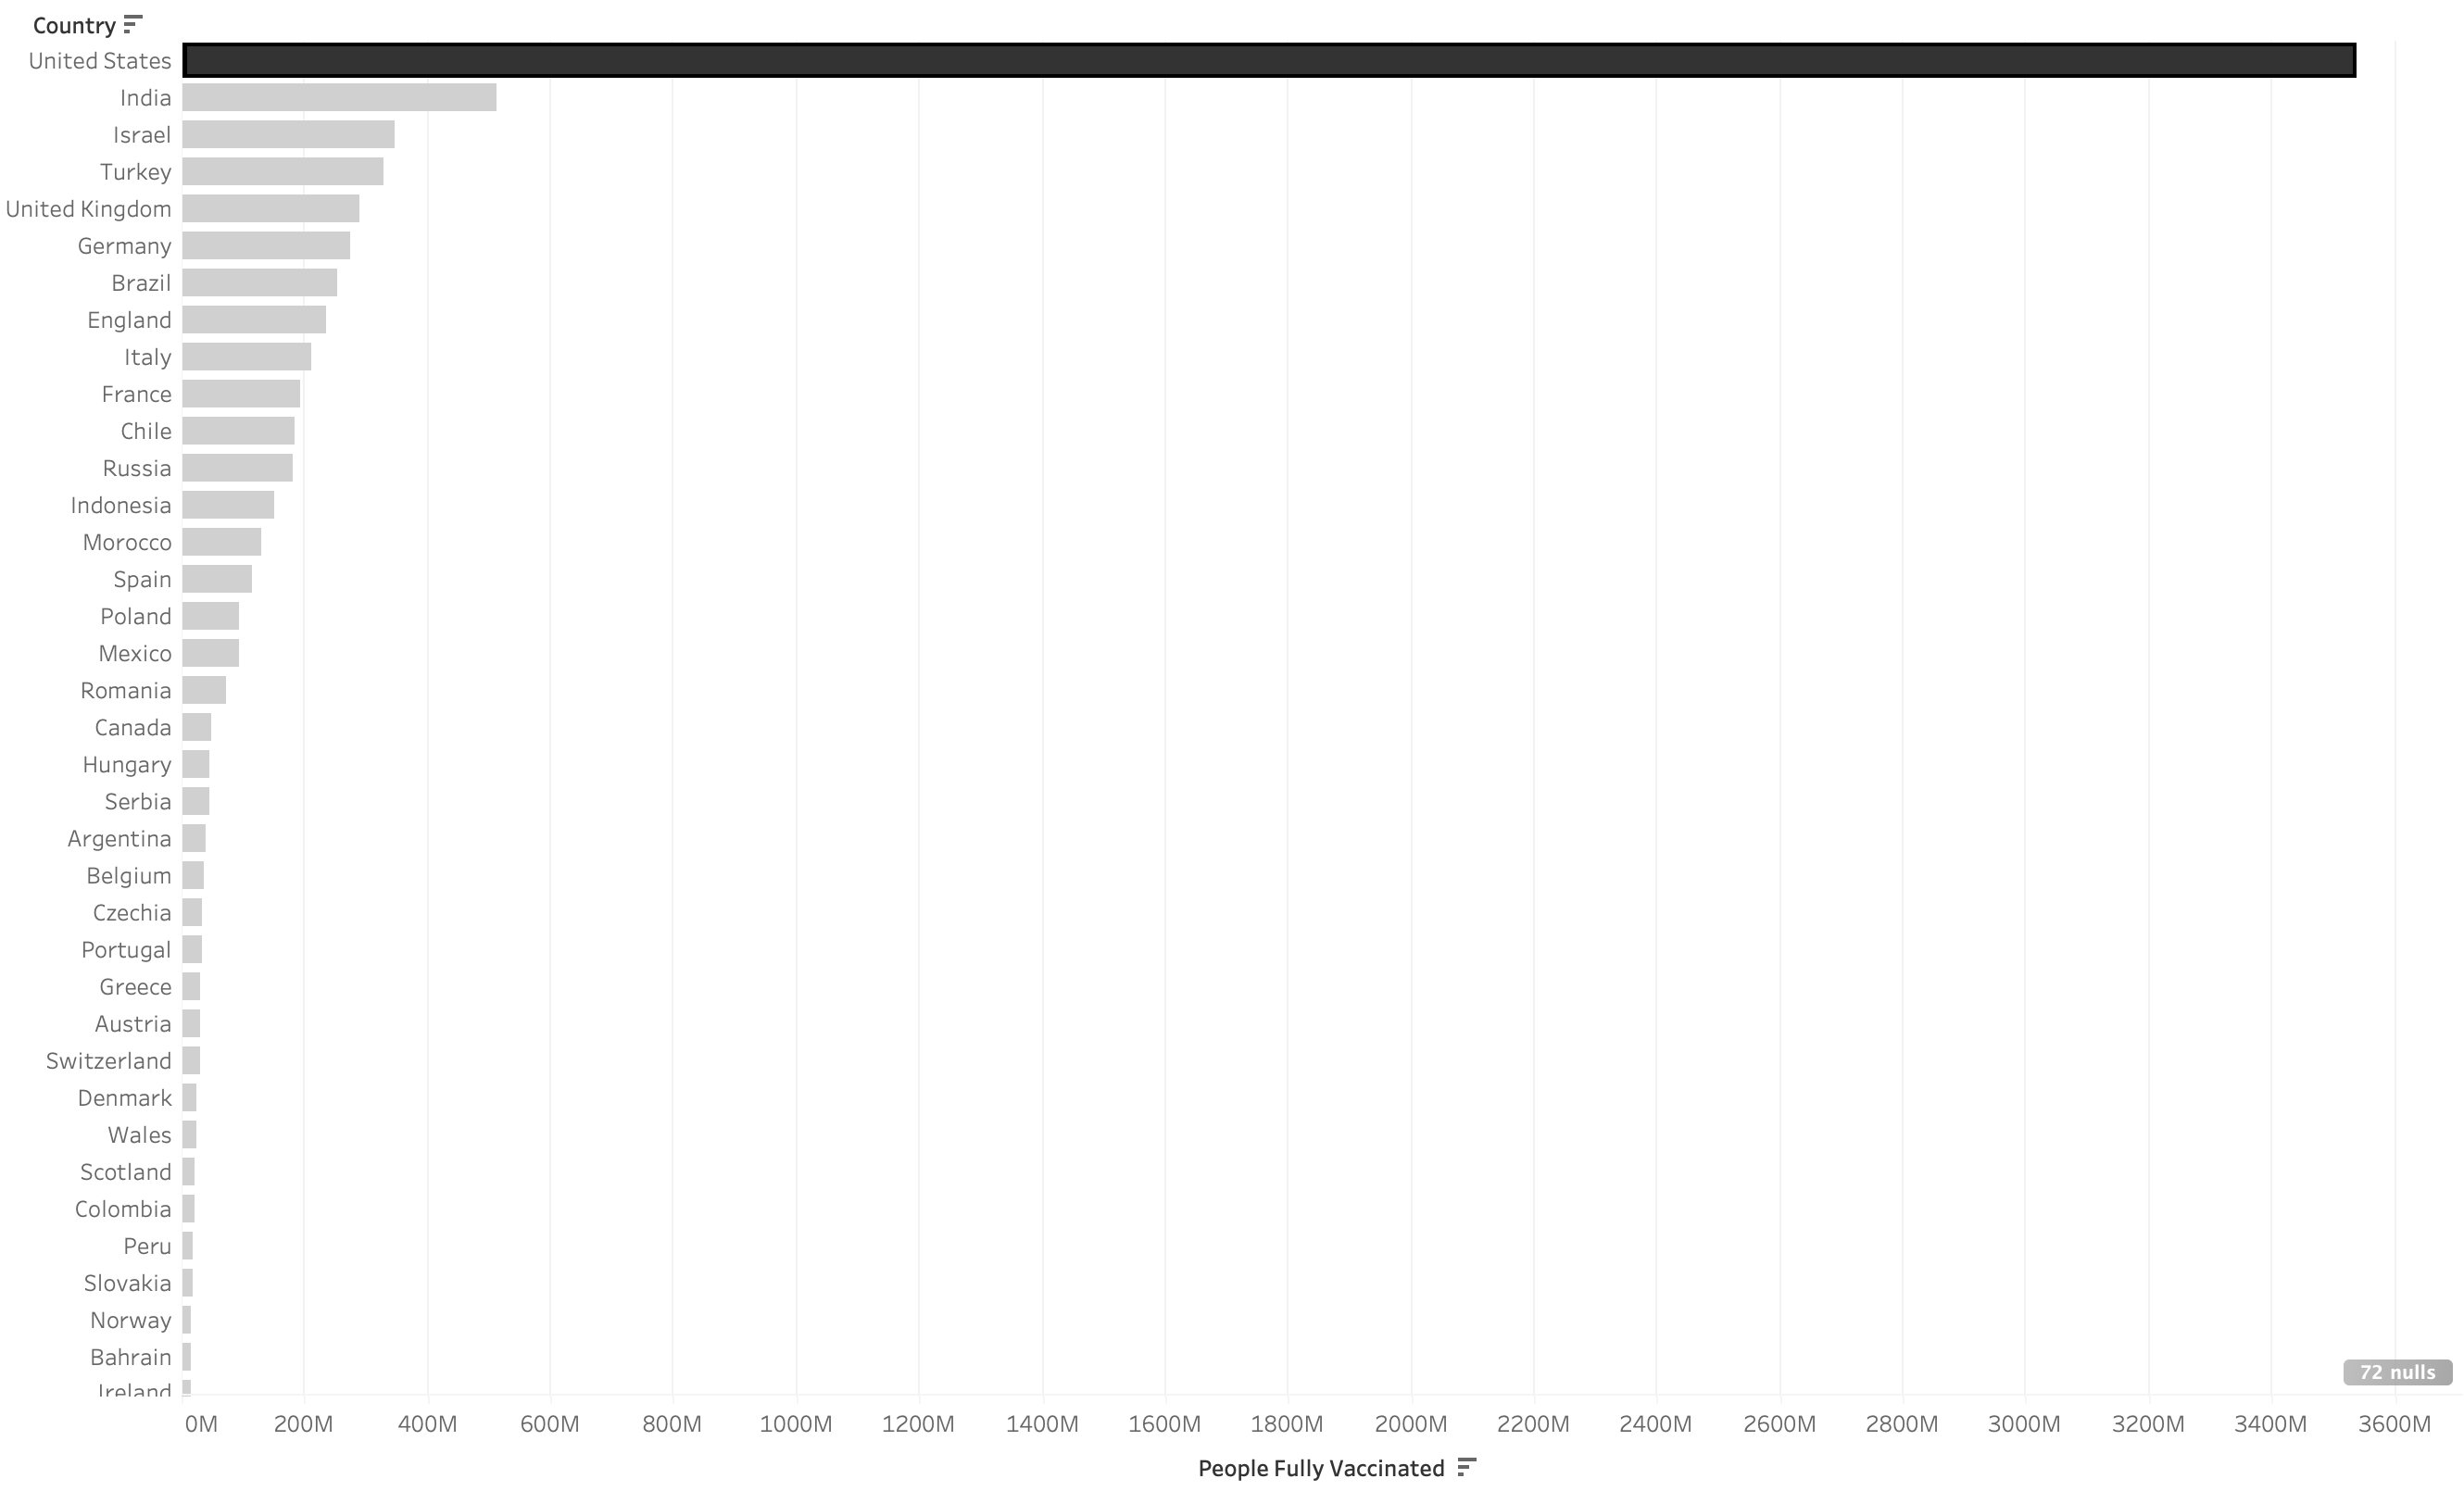 Country
United States
India
Israel
Turkey
United Kingdom
Germany
Brazil
England
Italy
France
Chile
Russia
Indonesia
Morocco
Spain
Poland
Mexico
Romania
Canada
Hungary
Serbia
Argentina
Belgium
Czechia
Portugal
Greece
Austria
Switzerland
Denmark
Wales
Scotland
Colombia
Peru
Slovakia
Norway
Bahrain
72 nulls
Ireland
0M 200M 400M 600M 800M 1000M 1200M 1400M 1600M 1800M 2000M 2200M 2400M 2600M 2800M 3000M 3200M 3400M 3600M
People Fully Vaccinated